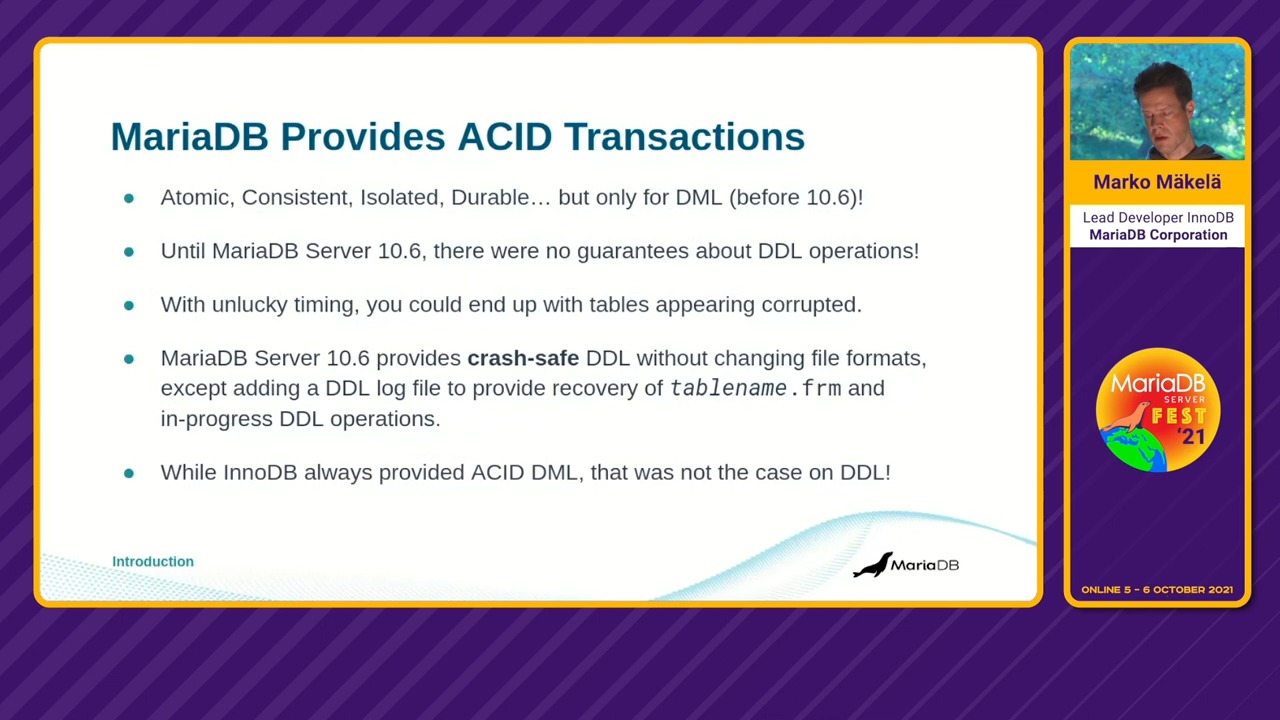 MariaDB Provides ACID Transactions
Atomic, Consistent, Isolated, Durable… but only for DML (before 10.6)!
Until MariaDB Server 10.6, there were no guarantees about DDL operations!
With unlucky timing, you could end up with tables appearing corrupted.
MariaDB Server 10.6 provides crash-safe DDL without changing file formats,
except adding a DDL log file to provide recovery of tablename.frm and
in-progress DDL operations.
While InnoDB always provided ACID DML, that was not the case on DDL!
Introduction
MariaDB
Marko Mäkelä
Lead Developer InnoDB
MariaDB Corporation
MariaDB
SERVER
FEST
'21
ONLINE 5 - 6 OCTOBER 2021